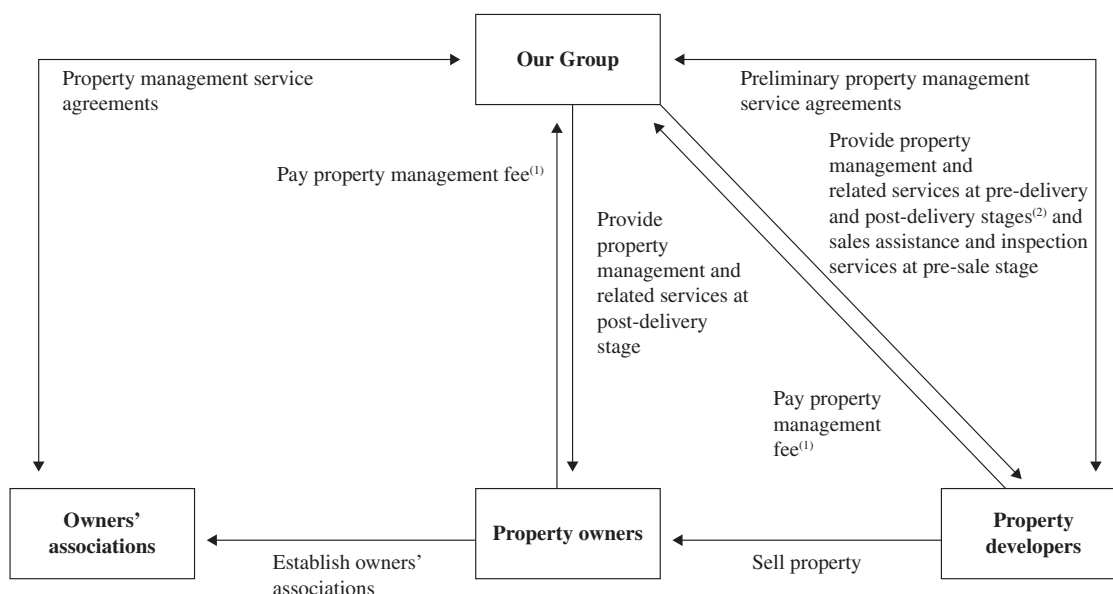 Our Group
Property management service
agreements
Preliminary property management
service agreements
Pay property management fee(1)
Provide property
management and
related services at pre-delivery
and post-delivery stages(2) and
sales assistance and inspection
services at pre-sale stage
Provide
property
management and
related services at
post-delivery
stage
Pay property
management
fee(1)
Owners’
associations
Property owners
Property
developers
Establish owners’
associations
Sell property